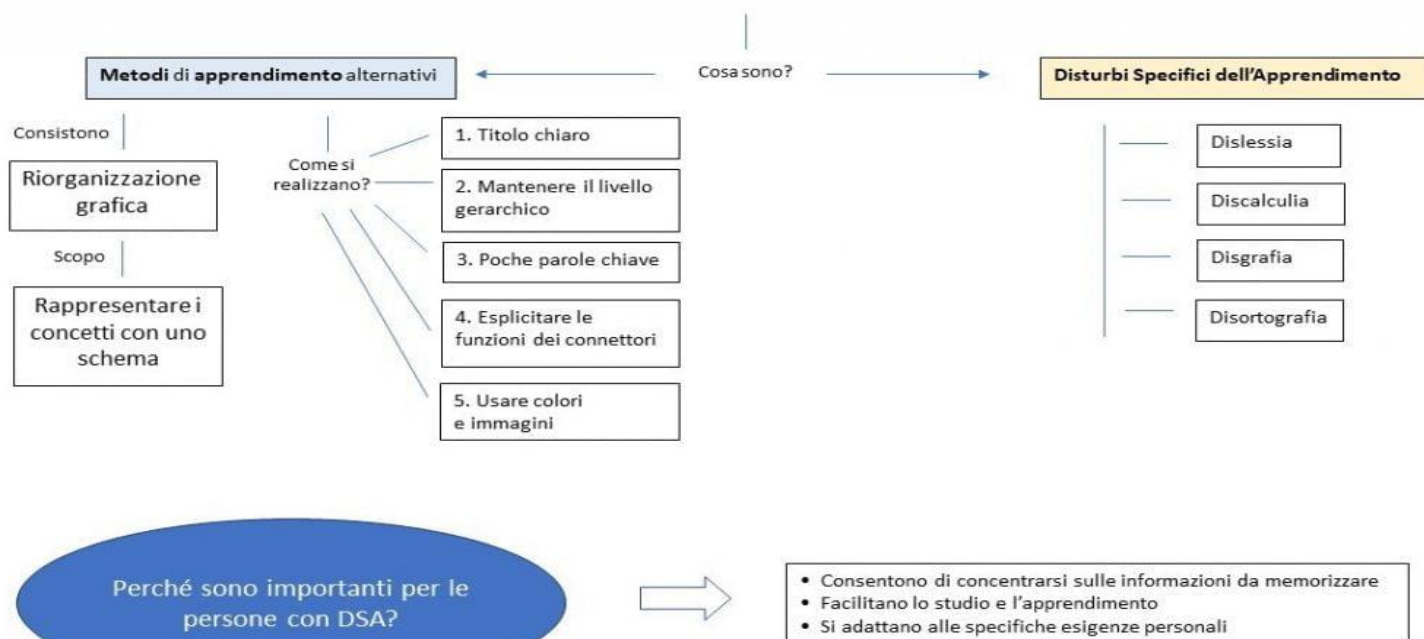 Cosa sono?
Metodi di apprendimento alternativi
Consistono
Riorganizzazione
grafica
Scopo
Rappresentare i
concetti con uno
schema
Come si
realizzano?
1. Titolo chiaro
2. Mantenere il livello
gerarchico
3. Poche parole chiave
4. Esplicitare le
funzioni dei connettori
5. Usare colori
e immagini
Disturbi Specifici dell'Apprendimento
Dislessia
Discalculia
Disgrafia
Disortografia
Perché sono importanti per le
persone con DSA?
• Consentono di concentrarsi sulle informazioni da memorizzare
• Facilitano lo studio e l'apprendimento
• Si adattano alle specifiche esigenze personali